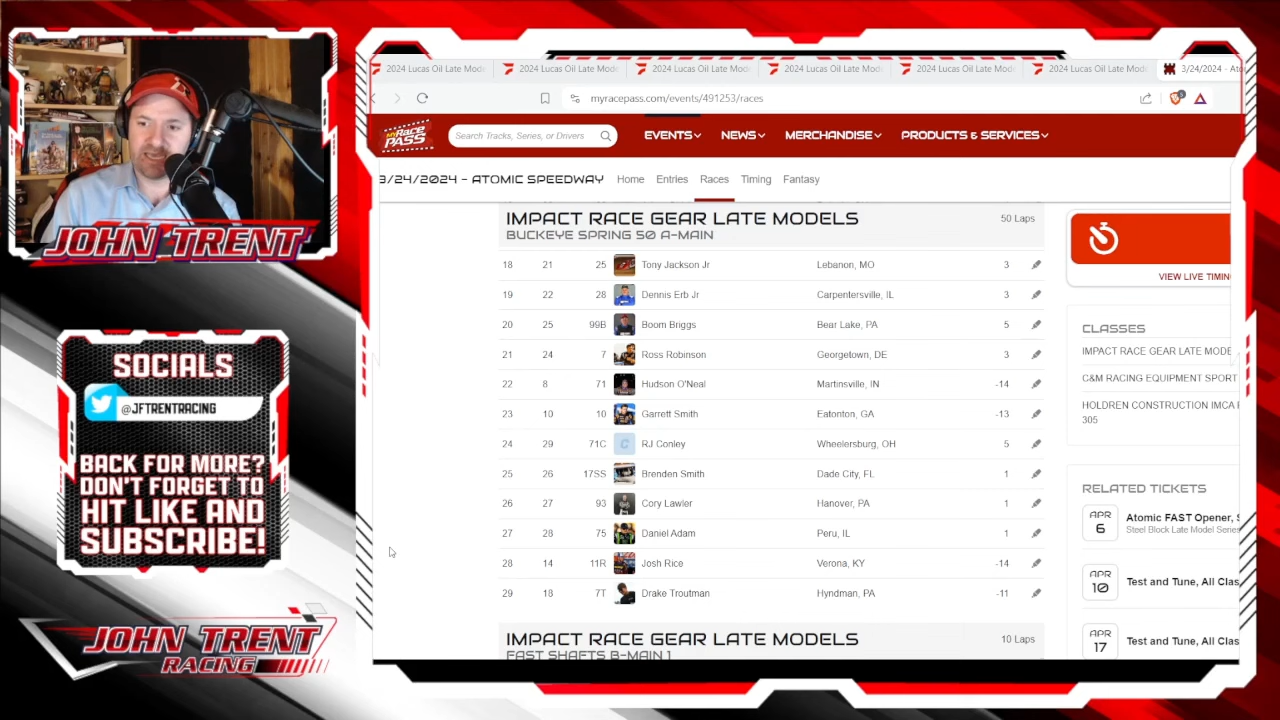 2024 Lucas Oil Late Mode
2024 Lucas Oil Late Mode
2024 Lucas Oil Late Mode
2024 Lucas Oil Late Mode
2024 Lucas Oil Late Mode
2024 Lucas Oil Late Mode
3/24/2024 - Ato
myracepass.com/events/491253/races
MY RACE PASS
Search Tracks, Series, or Drivers
EVENTS
NEWS
MERCHANDISE
PRODUCTS & SERVICES
3/24/2024 - ATOMIC SPEEDWAY
Home
Entries
Races
Timing
Fantasy
IMPACT RACE GEAR LATE MODELS
50 Laps
BUCKEYE SPRING 50 A-MAIN
18 21 25 Tony Jackson Jr Lebanon, MO 3
19 22 28 Dennis Erb Jr Carpentersville, IL 3
20 25 99B Boom Briggs Bear Lake, PA 5
21 24 7 Ross Robinson Georgetown, DE 3
22 8 71 Hudson O'Neal Martinsville, IN -14
23 10 10 Garrett Smith Eatonton, GA -13
24 29 71C C RJ Conley Wheelersburg, OH 5
25 26 17SS Brenden Smith Dade City, FL 1
26 27 93 Cory Lawler Hanover, PA 1
27 28 75 Daniel Adam Peru, IL 1
28 14 11R Josh Rice Verona, KY -14
29 18 7T Drake Troutman Hyndman, PA -11
IMPACT RACE GEAR LATE MODELS
10 Laps
FAST SHAFTS B-MAIN 1
VIEW LIVE TIMIN
CLASSES
IMPACT RACE GEAR LATE MODE
C&M RACING EQUIPMENT SPORT
HOLDREN CONSTRUCTION IMCA
305
RELATED TICKETS
APR
6
Atomic FAST Opener, S
Steel Block Late Model Series
APR
10
Test and Tune, All Clas
APR
17
Test and Tune, All Clas
JOHN TRENT
SOCIALS
@JFTRENTRACING
BACK FOR MORE?
DON'T FORGET TO
HIT LIKE AND
SUBSCRIBE!
JOHN TRENT
RACING